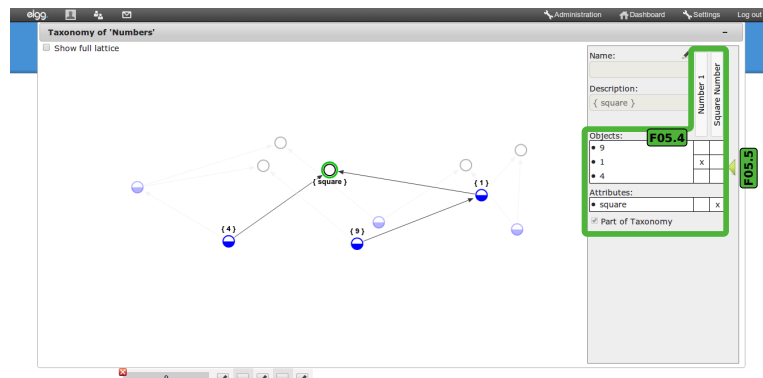 elgg.
Administration
Dashboard
Settings
Log out
Taxonomy of 'Numbers'
–
Show full lattice
Name:
Description:
{ square }
Number 1
Square Number
Objects:
F05.4
9
1
x
4
F05.5
Attributes:
square
x
Part of Taxonomy
{ square }
{ 1 }
{ 4 }
{ 9 }